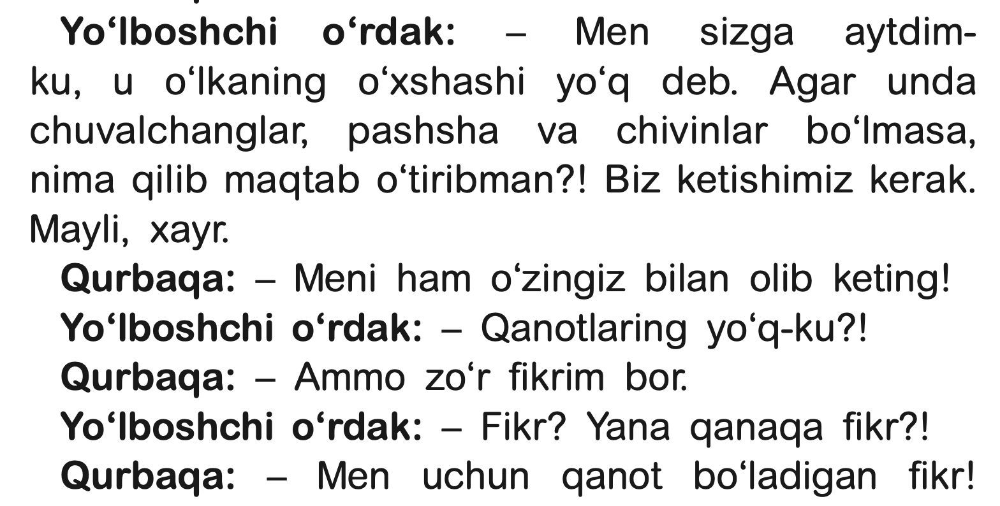 Yo‘lboshchi o‘rdak: – Men sizga aytdim-
ku, u o‘lkaning o‘xshashi yo‘q deb. Agar unda
chuvalchanglar, pashsha va chivinlar bo‘lmasa,
nima qilib maqtab o‘tiribman?! Biz ketishimiz kerak.
Mayli, xayr.
Qurbaqa: – Meni ham o‘zingiz bilan olib keting!
Yo‘lboshchi o‘rdak: – Qanotlaring yo‘q-ku?!
Qurbaqa: – Ammo zo‘r fikrim bor.
Yo‘lboshchi o‘rdak: – Fikr? Yana qanaqa fikr?!
Qurbaqa: – Men uchun qanot bo‘ladigan fikr!